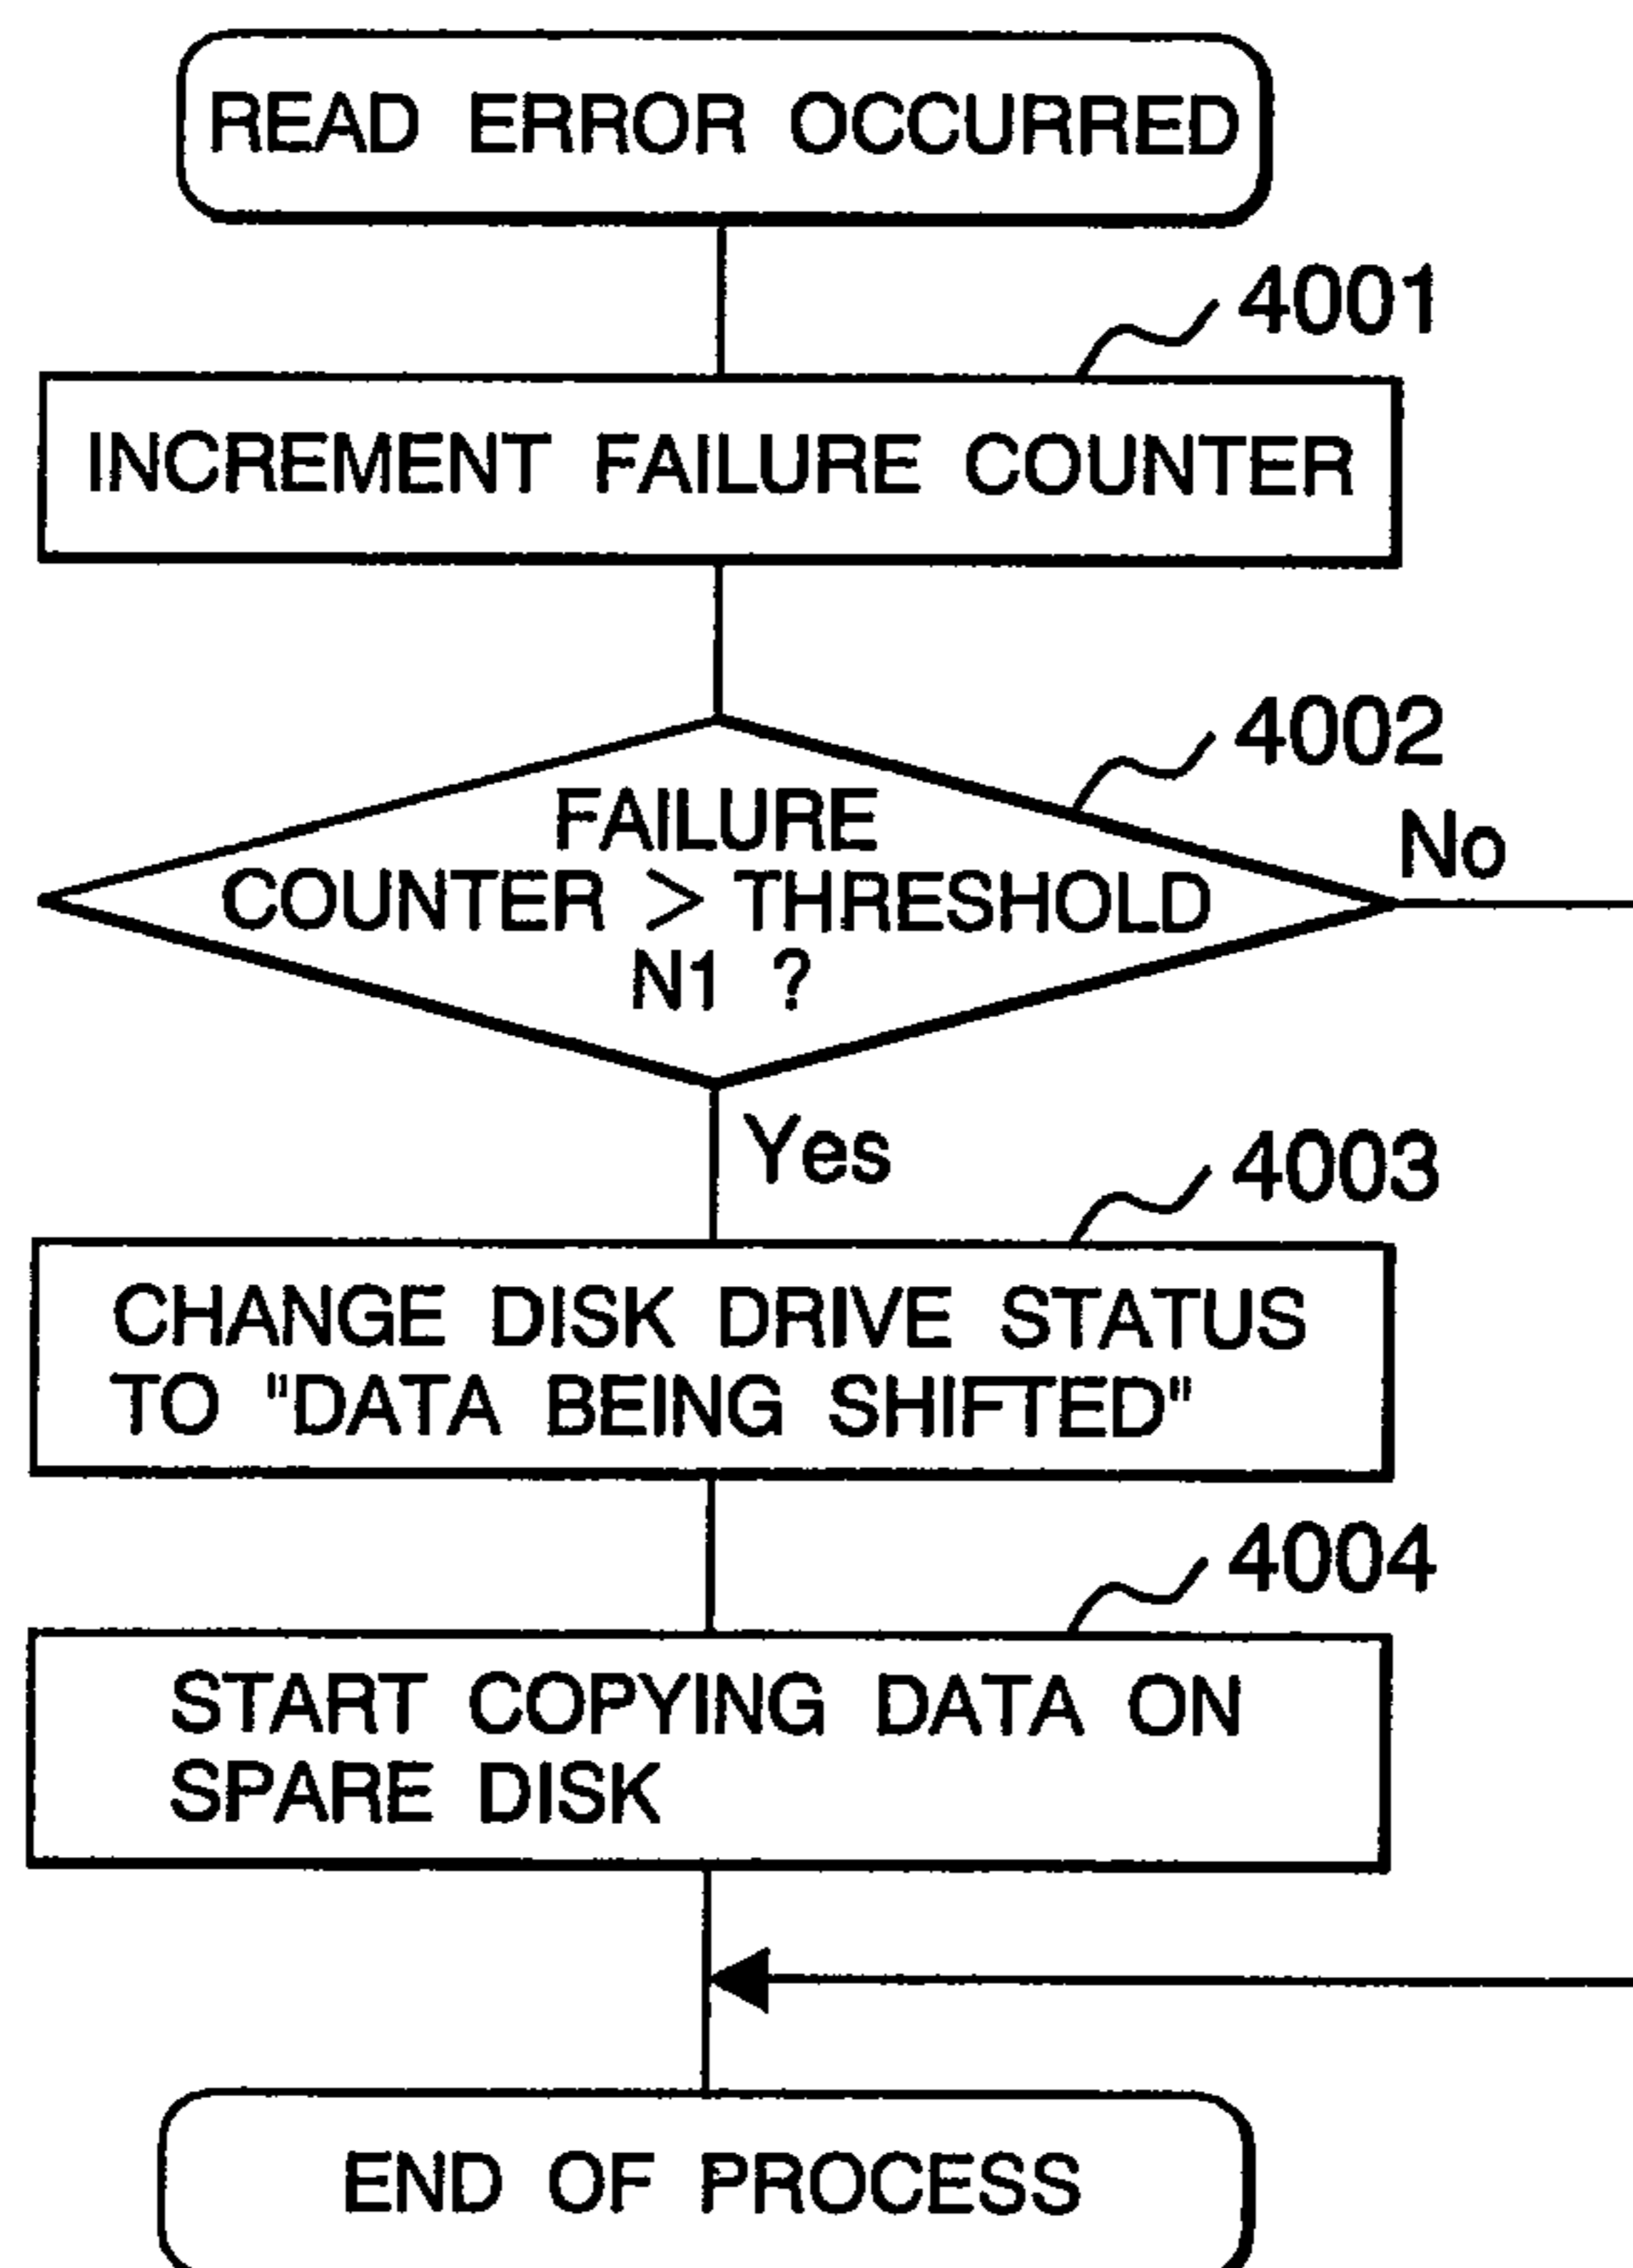 READ ERROR OCCURRED
4001
INCREMENT FAILURE COUNTER
4002
FAILURE
COUNTER > THRESHOLD
N1 ?
No
Yes
4003
CHANGE DISK DRIVE STATUS
TO "DATA BEING SHIFTED"
4004
START COPYING DATA ON
SPARE DISK
END OF PROCESS